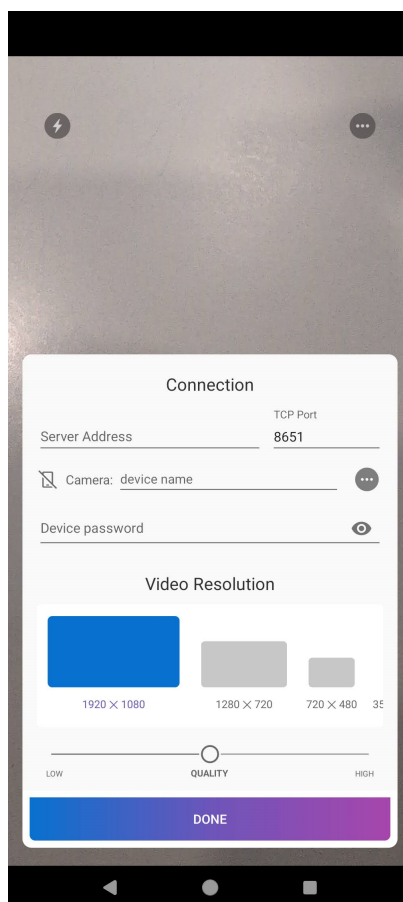 Connection
TCP Port
Server Address 8651
Camera: device name
Device password
Video Resolution
1920 × 1080 1280 × 720 720 × 480 35
LOW QUALITY HIGH
DONE